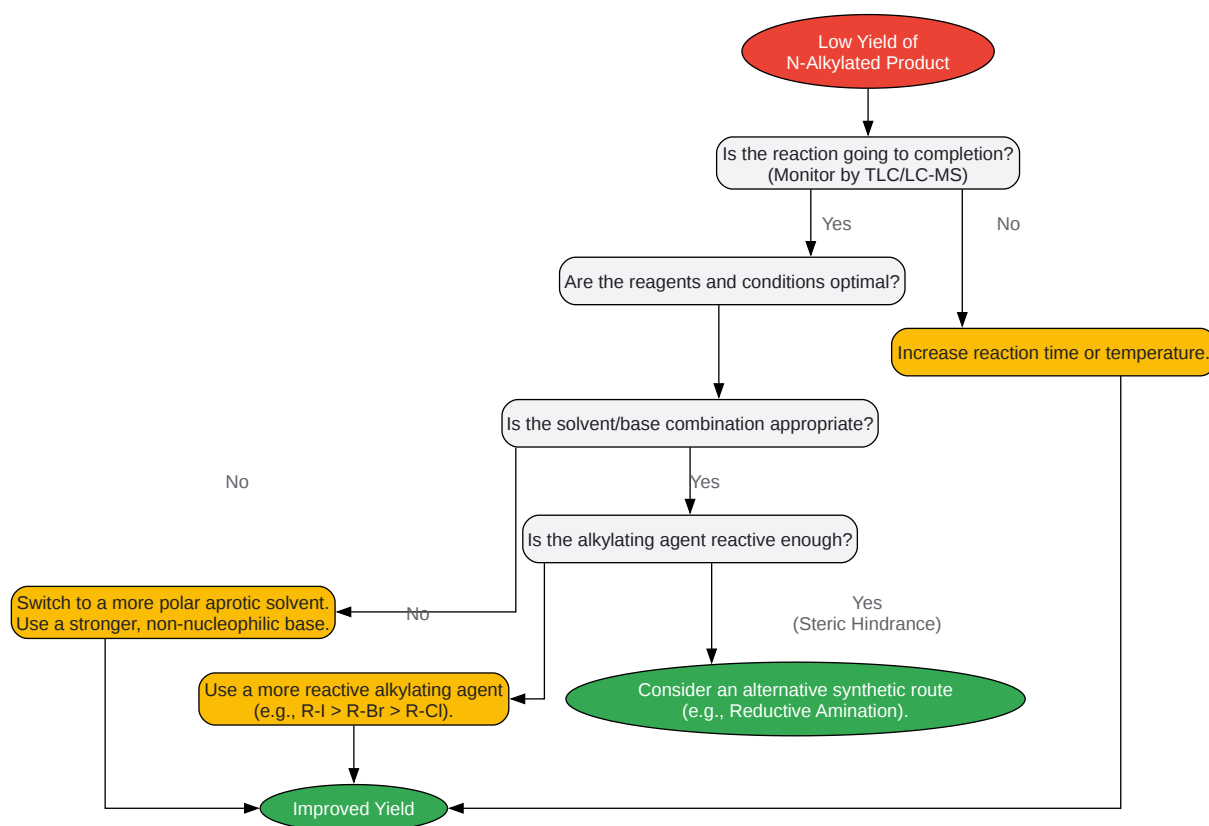 Low Yield of
N-Alkylated Product
Is the reaction going to completion?
(Monitor by TLC/LC-MS)
Yes
No
Are the reagents and conditions optimal?
Increase reaction time or temperature.
Is the solvent/base combination appropriate?
No
Yes
Is the alkylating agent reactive enough?
Switch to a more polar aprotic solvent.
Use a stronger, non-nucleophilic base.
No
Yes
(Steric Hindrance)
Use a more reactive alkylating agent
(e.g., R-I > R-Br > R-Cl).
Consider an alternative synthetic route
(e.g., Reductive Amination).
Improved Yield